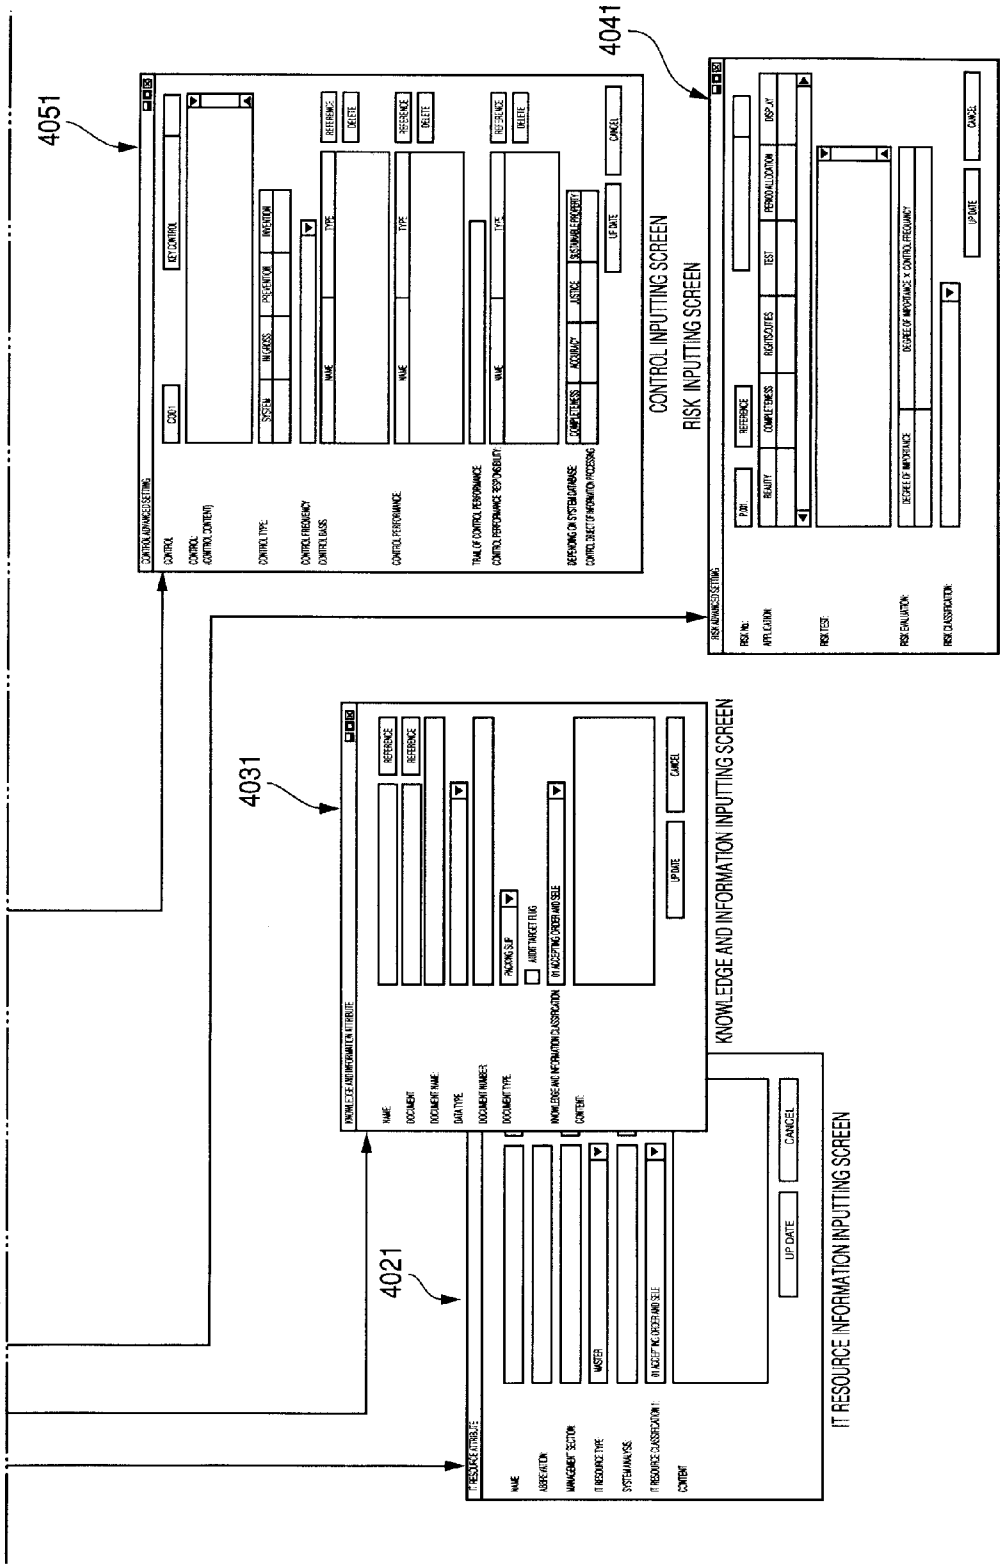 4051
CONTROL ADVANCED SETTING
CONTROL C001 KEY CONTROL
CONTROL:
(CONTROL CONTENT)
CONTROL TYPE: SYSTEM IN GROSS PREVENTION INVENTION
CONTROL FREQUENCY
CONTROL BASIS NAME TYPE REFERENCE
DELETE
CONTROL PERFORMANCE: NAME TYPE REFERENCE
DELETE
TRAIL OF CONTROL PERFORMANCE:
CONTROL PERFORMANCE RESPONSIBILITY: NAME TYPE REFERENCE
DELETE
DEPENDING ON SYSTEM DATABASE: COMPLETENESS ACCURACY JUSTICE SUSTAINABLE PROPERTY
CONTROL OBJECT OF INFORMATION PROCESSING
UP DATE CANCEL
CONTROL INPUTTING SCREEN
RISK INPUTTING SCREEN
4041
RISK ADVANCED SETTING
RISK No.: REFERENCE
APPLICATION: REALITY COMPLETENESS RIGHTS/DUTIES TEST PERIOD ALLOCATION DISPLAY
RISK TEST:
RISK EVALUATION: DEGREE OF IMPORTANCE DEGREE OF IMPORTANCE × CONTROL FREQUANCY
RISK CLASSIFICATION:
UP DATE CANCEL
4031
KNOWLEDGE AND INFORMATION ATTRIBUTE
NAME: REFERENCE
DOCUMENT REFERENCE
DOCUMENT NAME:
DATA TYPE
DOCUMENT NUMBER:
DOCUMENT TYPE: PACKING SLIP
AUDIT TARGET FLUG
KNOWLEDGE AND INFORMATION CLASSIFICATION: 01 ACCEPTING ORDER AND SELE
CONTENT:
UP DATE CANCEL
KNOWLEDGE AND INFORMATION INPUTTING SCREEN
4021
IT RESOURCE ATTRIBUTE
NAME
ABBREVIATION:
MANAGEMENT SECTION:
IT RESOURCE TYPE: MASTER
SYSTEM ANALYSIS:
IT RESOURCE CLASSIFICATION 1: 01 ACCEPTING ORDER AND SELE
CONTENT
UP DATE CANCEL
IT RESOURCE INFORMATION INPUTTING SCREEN